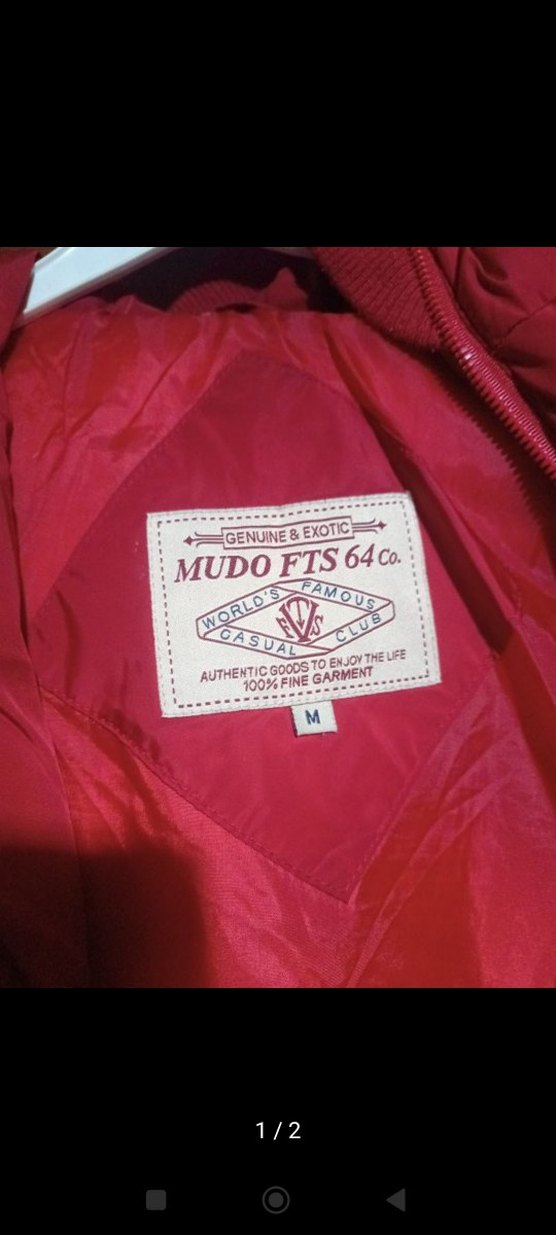 GENUINE & EXOTIC
MUDO FTS 64 Co.
WORLD'S FAMOUS
FTS
CASUAL CLUB
AUTHENTIC GOODS TO ENJOY THE LIFE
100% FINE GARMENT
M
1 / 2